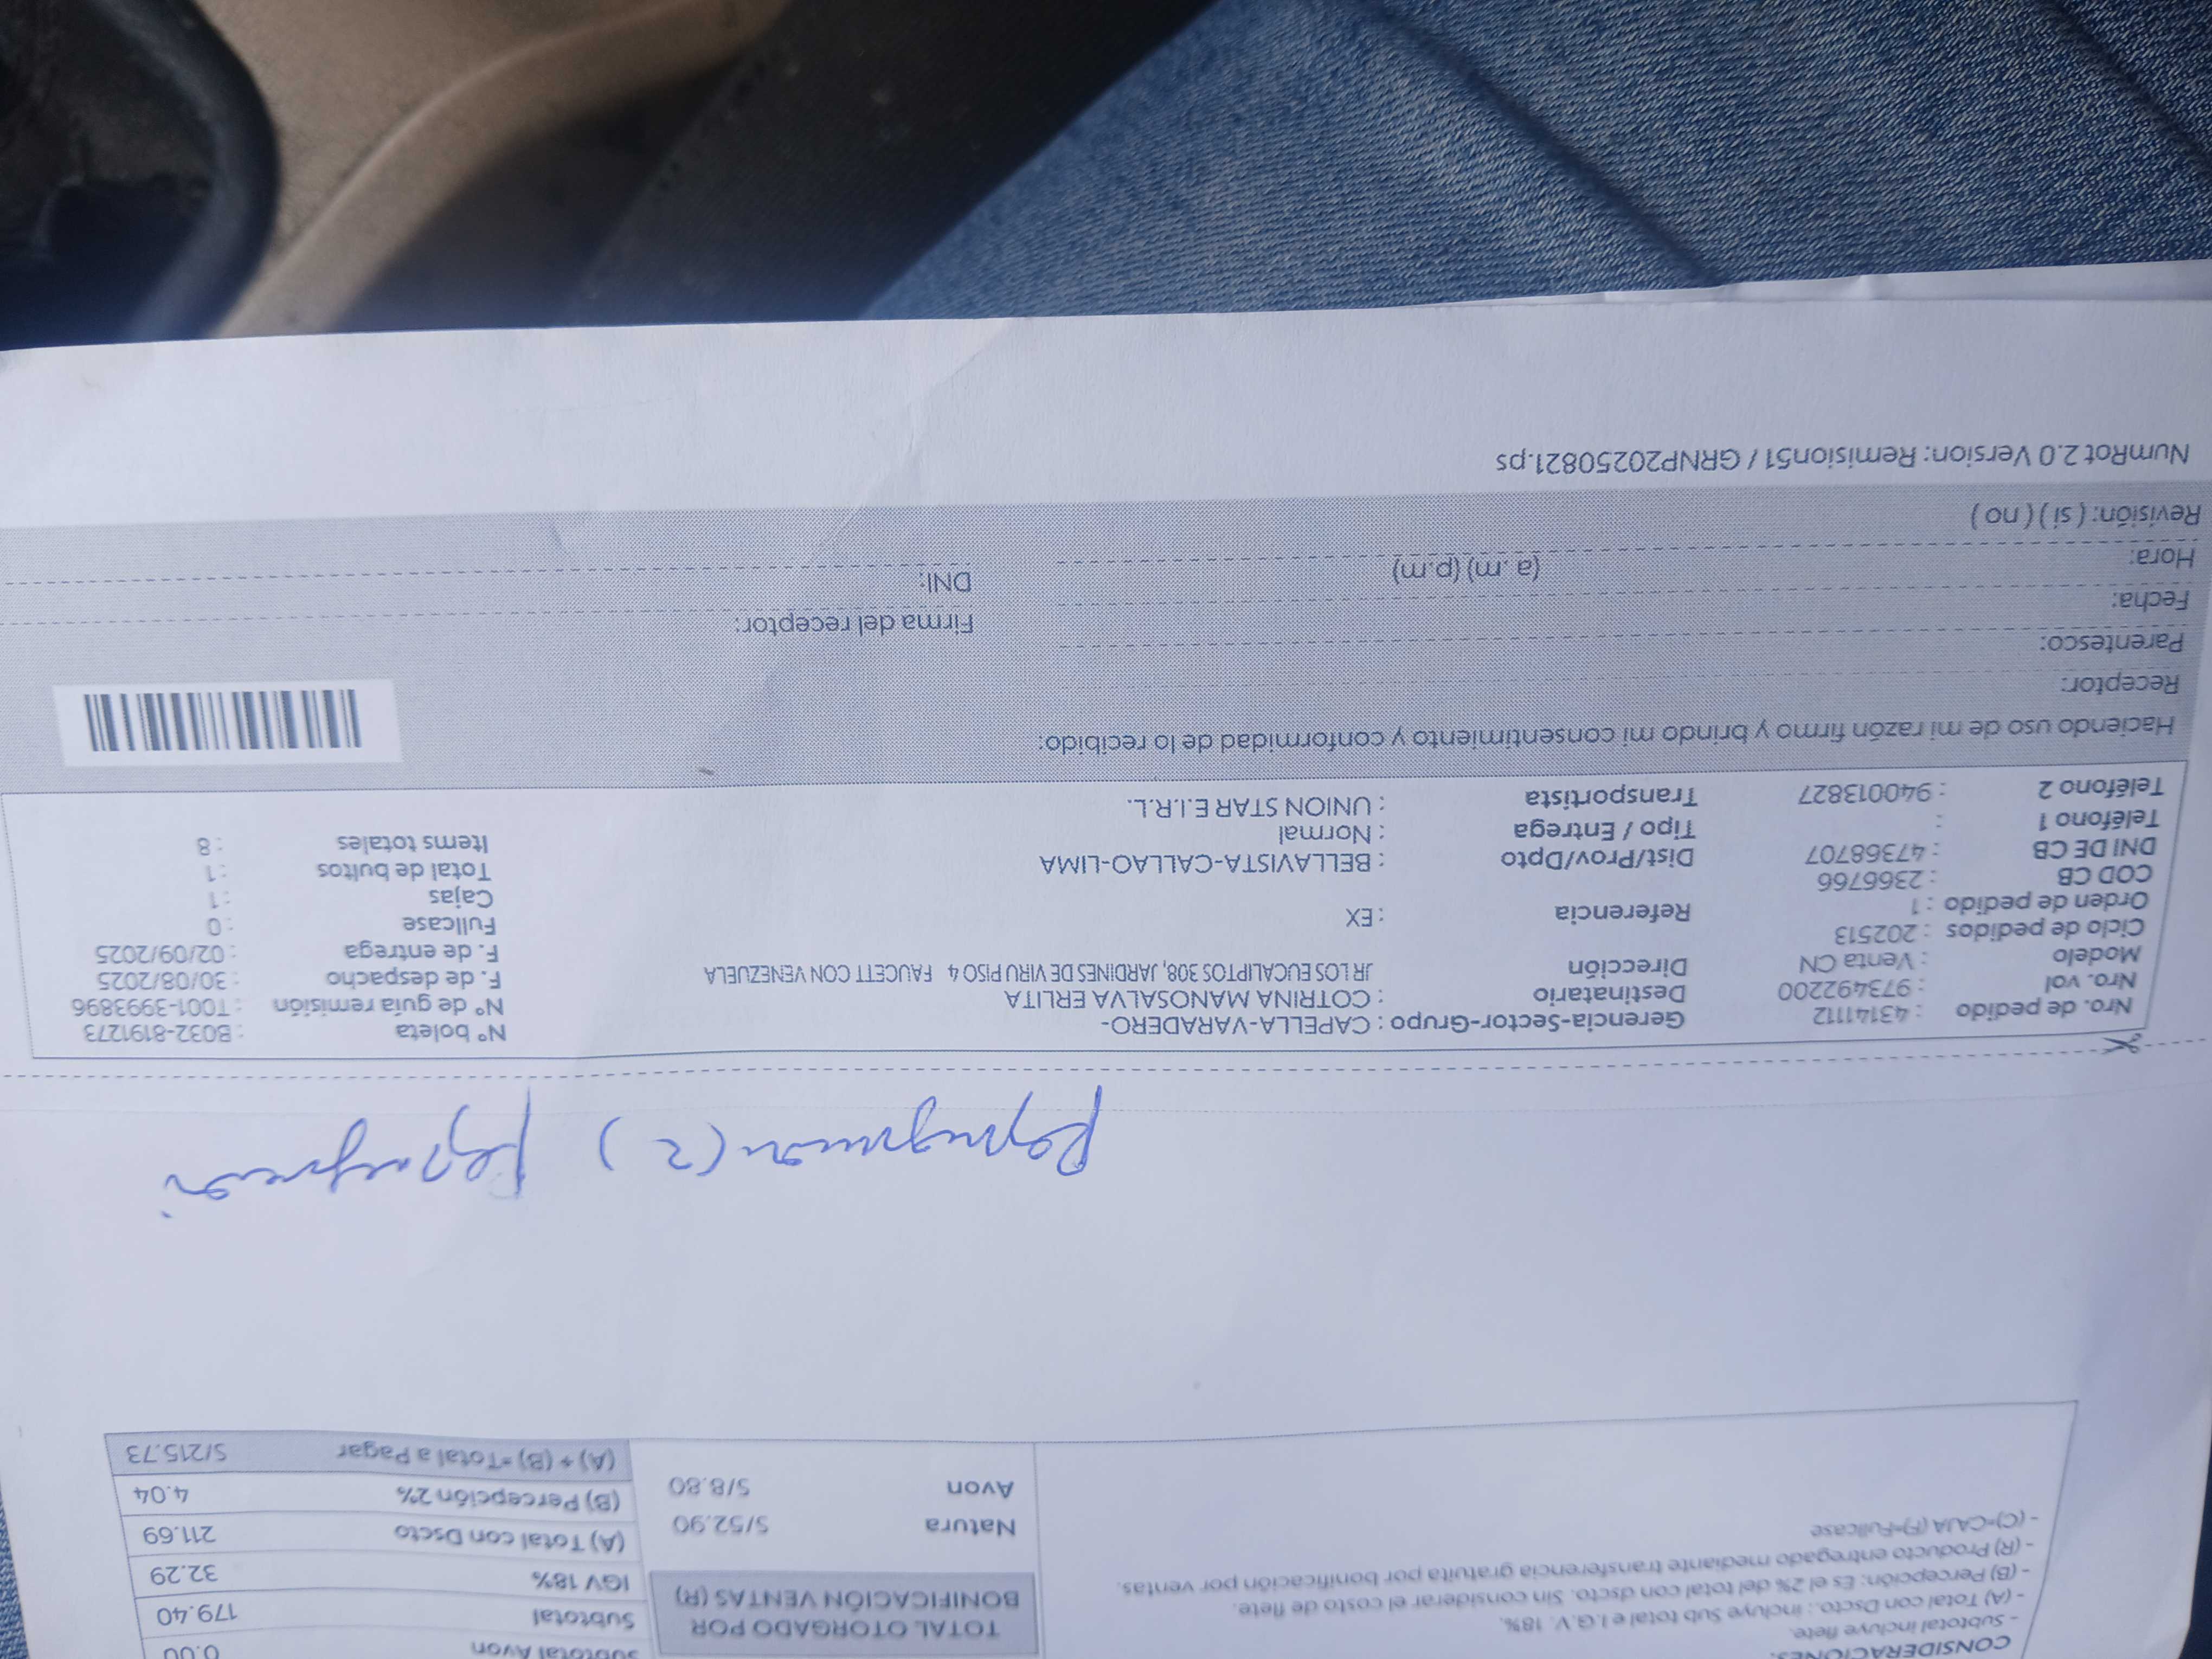 CONSIDERACIONES:
- Subtotal incluye flete.
- (A) Total con Dscto.: incluye Sub total e I.G.V. 18%.
- (B) Percepción: Es el 2% del total con dscto. Sin considerar el costo de flete.
- (R) Producto entregado mediante transferencia gratuita por bonificación por ventas.
- (C)=CAJA (F)=Fullcase
TOTAL OTORGADO POR
BONIFICACIÓN VENTAS (R)
Natura S/52.90
Avon S/8.80
Subtotal Avon 0.00
Subtotal 179.40
IGV 18% 32.29
(A) Total con Dscto 211.69
(B) Percepción 2% 4.04
(A) + (B) =Total a Pagar S/215.73
Reprogramación (2) Reprogramación
Nro. de pedido : 43141112
Nro. vol : 973492200
Modelo : Venta CN
Ciclo de pedidos : 202513
Orden de pedido : 1
COD CB : 2366766
DNI DE CB : 47368707
Teléfono 1 :
Teléfono 2 : 940013827
Gerencia-Sector-Grupo : CAPELLA-VARADERO-
Destinatario : COTRINA MANOSALVA ERLITA
Dirección JR LOS EUCALIPTOS 308, JARDINES DE VIRU PISO 4 FAUCETT CON VENEZUELA
Referencia : EX
Dist/Prov/Dpto : BELLAVISTA-CALLAO-LIMA
Tipo / Entrega : Normal
Transportista : UNION STAR E.I.R.L.
N° boleta : B032-8191273
N° de guía remisión : T001-3993896
F. de despacho : 30/08/2025
F. de entrega : 02/09/2025
Fullcase : 0
Cajas : 1
Total de bultos : 1
Items totales : 8
Haciendo uso de mi razón firmo y brindo mi consentimiento y conformidad de lo recibido:
Receptor:
Parentesco:
Fecha:
Hora: (a .m) (p.m)
Revisión: ( si ) ( no )
Firma del receptor:
DNI:
NumRot 2.0 Version: Remision51 / GRNP20250821.ps